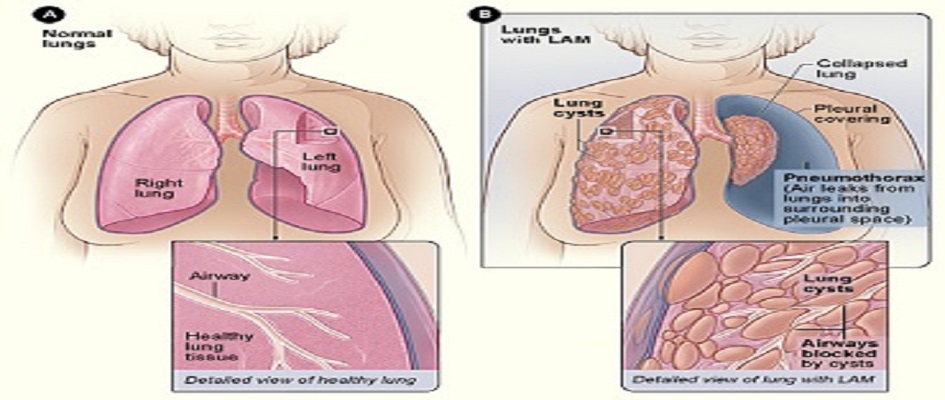 A
Normal
lungs
Right
lung
Left
lung
Airway
Healthy
lung
tissue
Detailed view of healthy lung
B
Lungs
with LAM
Collapsed
lung
Lung
cysts
Pleural
covering
Pneumothorax
(Air leaks from
lungs into
surrounding
pleural space)
Lung
cysts
Airways
blocked
by cysts
Detailed view of lung with LAM